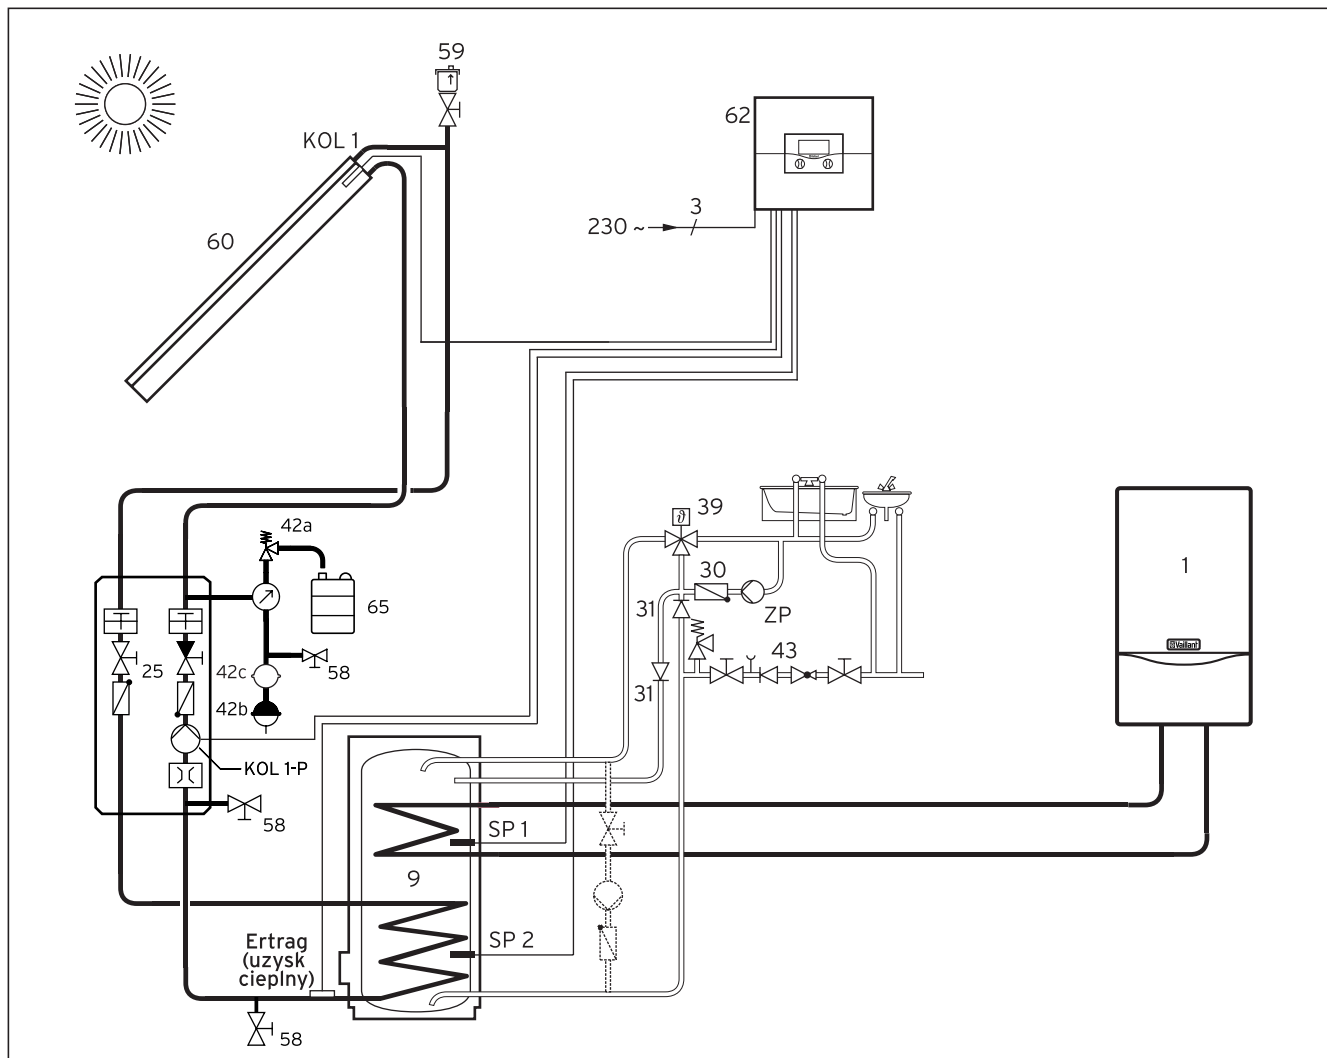 59
KOL 1
62
3
230 ~
60
39
ϑ
42a
30
1
31
ZP
65
Vaillant
25
42c
58
43
31
42b
KOL 1-P
58
SP 1
9
SP 2
Ertrag
(uzysk
cieplny)
58